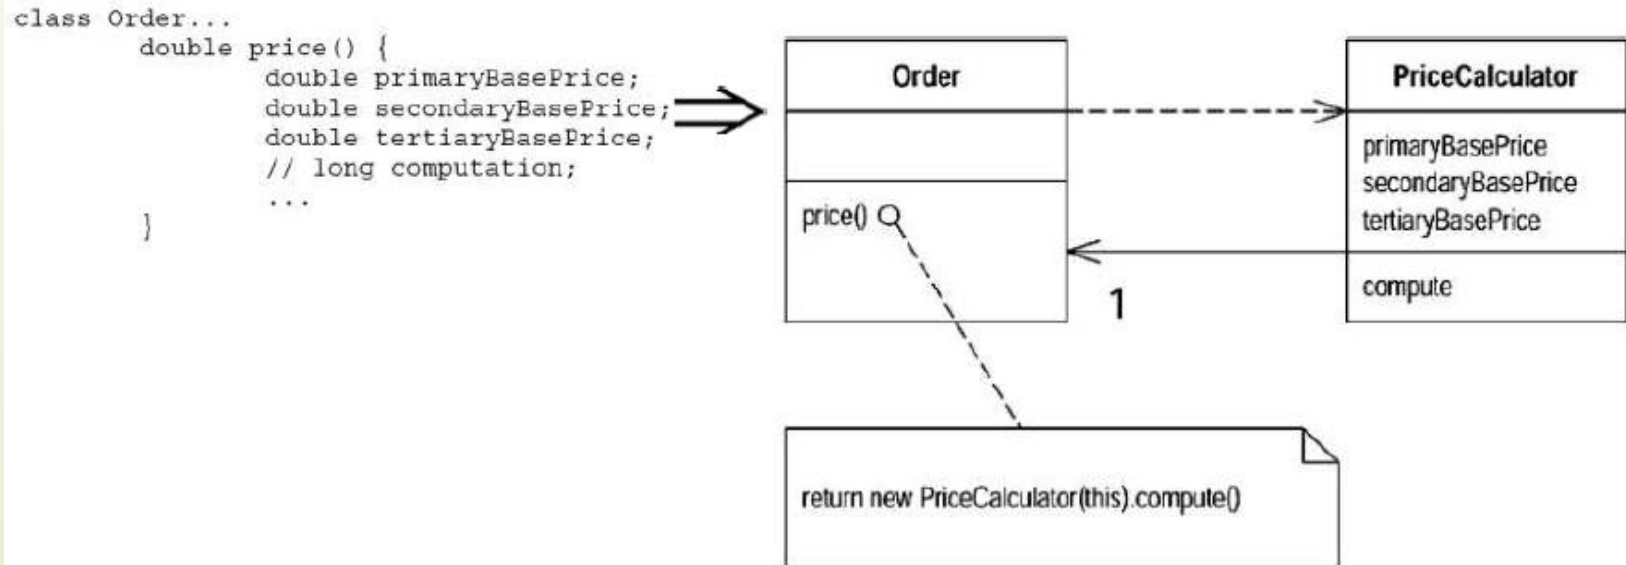 class Order...
double price() {
double primaryBasePrice;
double secondaryBasePrice;
double tertiaryBasePrice;
// long computation;
...
}
Order
price()
1
PriceCalculator
primaryBasePrice
secondaryBasePrice
tertiaryBasePrice
compute
return new PriceCalculator(this).compute()